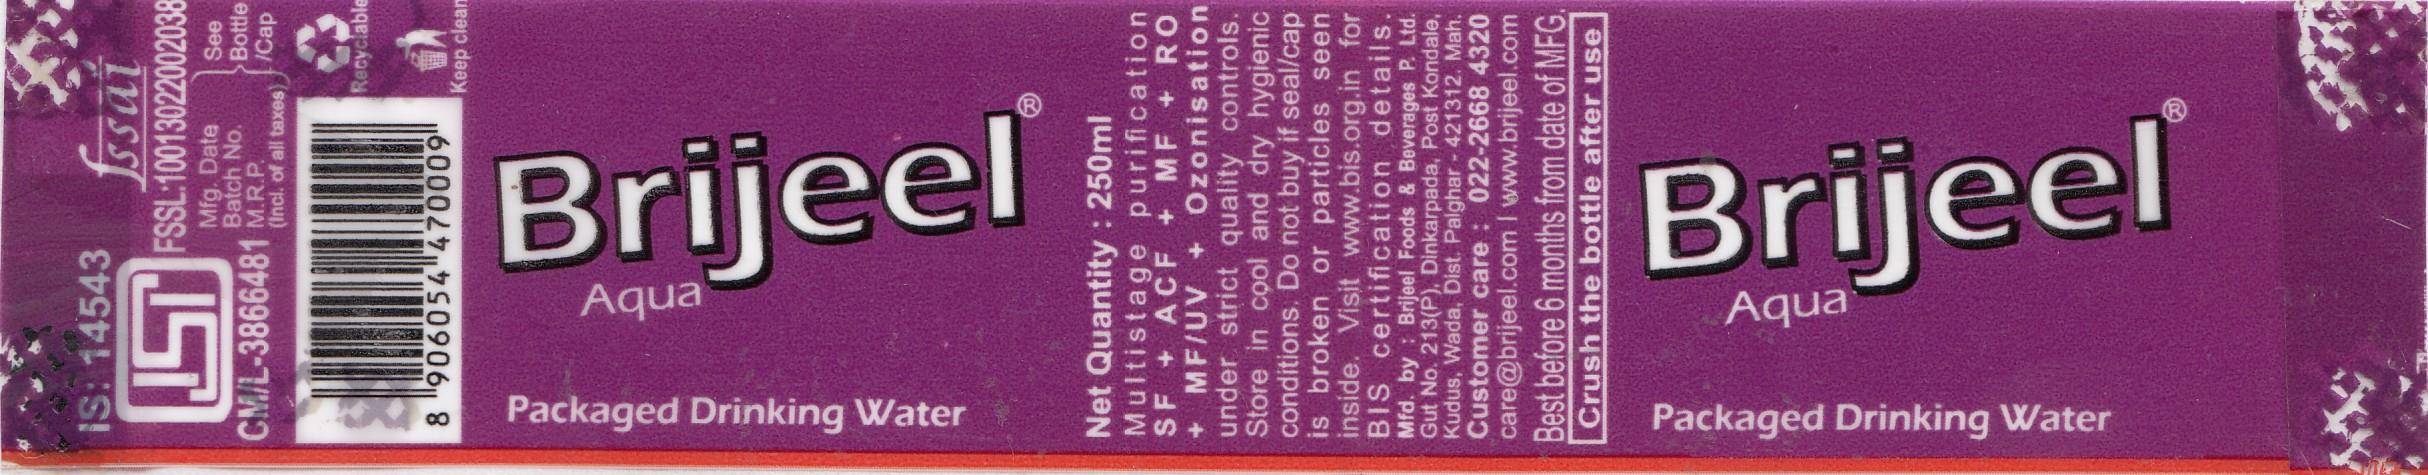 IS: 14543
CM/L-3866481
fssai
FSSL:10013022002038
Mfg. Date
Batch No.
M.R.P.
(Incl. of all taxes)
See
Bottle
/Cap
Recyclable
Keep clean
8 906054 470009
Brijeel®
Aqua
Packaged Drinking Water
Net Quantity : 250ml
Multistage purification
SF + ACF + MF + RO
+ MF/UV + Ozonisation
under strict quality controls.
Store in cool and dry hygienic
conditions. Do not buy if seal/cap
is broken or particles seen
inside. Visit www.bis.org.in for
BIS certification details.
Mfd. by : Brijeel Foods & Beverages P. Ltd.
Gut No. 213(P), Dinkarpada, Post Kondale,
Kudus, Wada, Dist. Palghar - 421312. Mah.
Customer care : 022-2668 4320
care@brijeel.com | www.brijeel.com
Best before 6 months from date of MFG.
Crush the bottle after use
Brijeel®
Aqua
Packaged Drinking Water